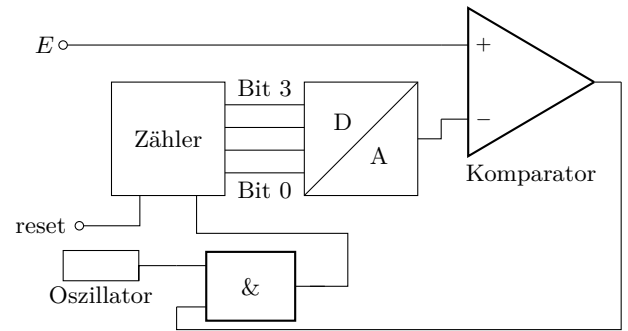 E
+
Bit 3
Zähler
D
A
−
Bit 0
Komparator
reset
Oszillator
&